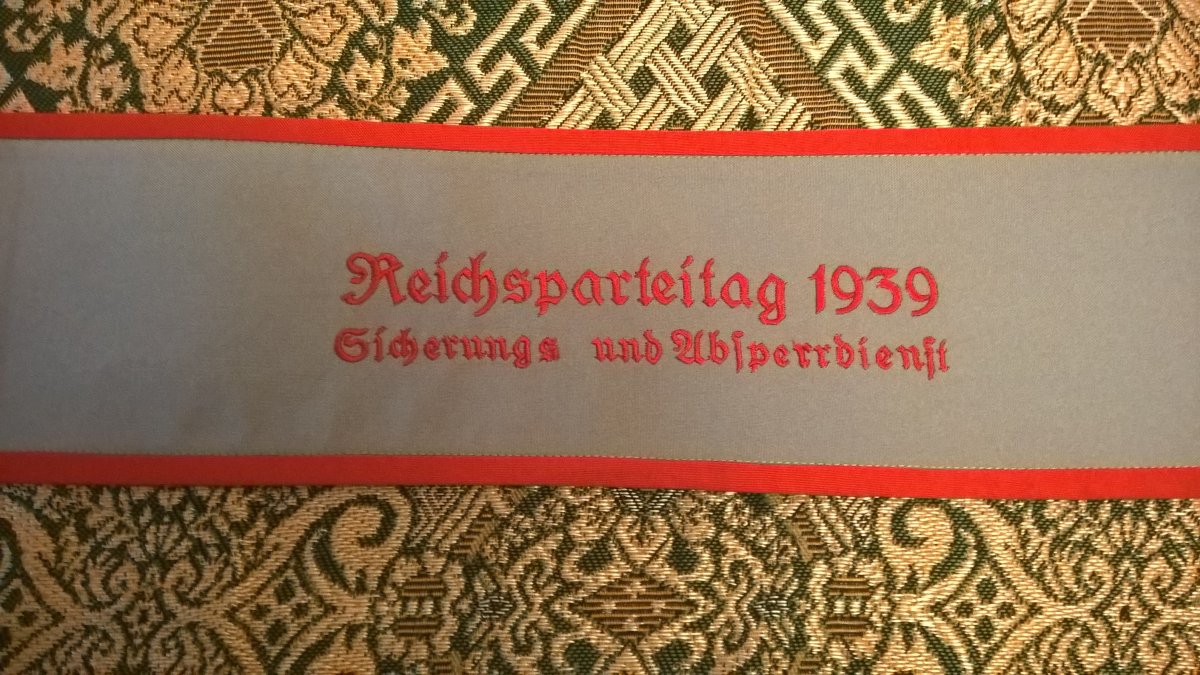 Reichsparteitag 1939
Sicherungs und Absperrdienst